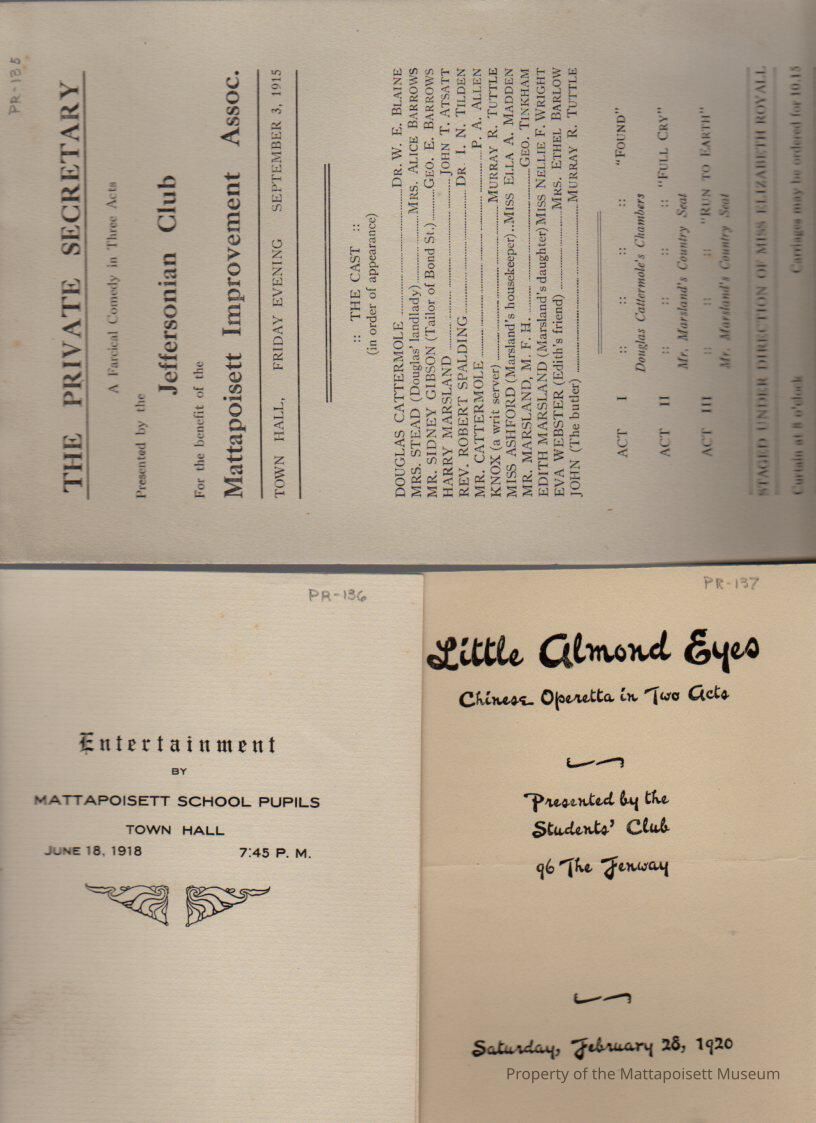 PR-135
THE PRIVATE SECRETARY
A Farcical Comedy in Three Acts
Presented by the
Jeffersonian Club
For the benefit of the
Mattapoisett Improvement Assoc.
TOWN HALL, FRIDAY EVENING SEPTEMBER 3, 1915
:: THE CAST ::
(in order of appearance)
DOUGLAS CATTERMOLE ........ DR. W. E. BLAINE
MRS. STEAD (Douglas' landlady) ........ MRS. ALICE BARROWS
MR. SIDNEY GIBSON (Tailor of Bond St.) ........ GEO. E. BARROWS
HARRY MARSLAND ........ JOHN T. ATSATT
REV. ROBERT SPALDING ........ DR. I. N. TILDEN
MR. CATTERMOLE ........ P. A. ALLEN
KNOX (a writ server) ........ MURRAY R. TUTTLE
MISS ASHFORD (Marsland's housekeeper) .. MISS ELLA A. MADDEN
MR. MARSLAND, M. F. H. ........ GEO. TINKHAM
EDITH MARSLAND (Marsland's daughter) MISS NELLIE F. WRIGHT
EVA WEBSTER (Edith's friend) ........ MRS. ETHEL BARLOW
JOHN (The butler) ........ MURRAY R. TUTTLE
ACT I :: :: :: :: "FOUND"
Douglas Cattermole's Chambers
ACT II :: :: :: :: "FULL CRY"
Mr. Marsland's Country Seat
ACT III :: :: :: "RUN TO EARTH"
Mr. Marsland's Country Seat
STAGED UNDER DIRECTION OF MISS ELIZABETH ROYALL
Curtain at 8 o'clock Carriages may be ordered for 10.15
PR-136
Entertainment
BY
MATTAPOISETT SCHOOL PUPILS
TOWN HALL
JUNE 18, 1918 7:45 P. M.
PR-137
Little Almond Eyes
Chinese Operetta in Two Acts
Presented by the
Students' Club
96 The Fenway
Saturday, February 28, 1920
Property of the Mattapoisett Museum